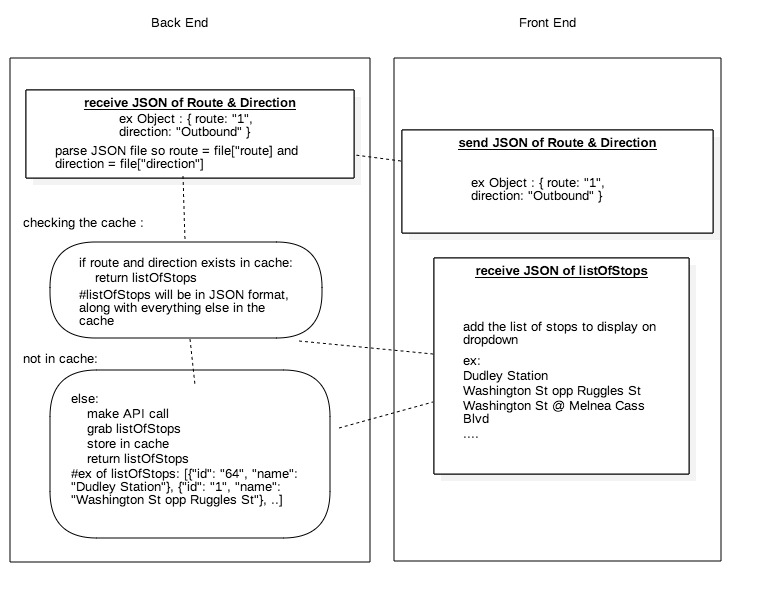 Back End
Front End
receive JSON of Route & Direction
ex Object : { route: "1",
direction: "Outbound" }
parse JSON file so route = file["route] and
direction = file["direction"]
send JSON of Route & Direction
ex Object : { route: "1",
direction: "Outbound" }
checking the cache :
if route and direction exists in cache:
return listOfStops
#listOfStops will be in JSON format,
along with everything else in the
cache
receive JSON of listOfStops
add the list of stops to display on
dropdown
ex:
Dudley Station
Washington St opp Ruggles St
Washington St @ Melnea Cass
Blvd
....
not in cache:
else:
make API call
grab listOfStops
store in cache
return listOfStops
#ex of listOfStops: [{"id": "64", "name":
"Dudley Station"}, {"id": "1", "name":
"Washington St opp Ruggles St"}, ..]